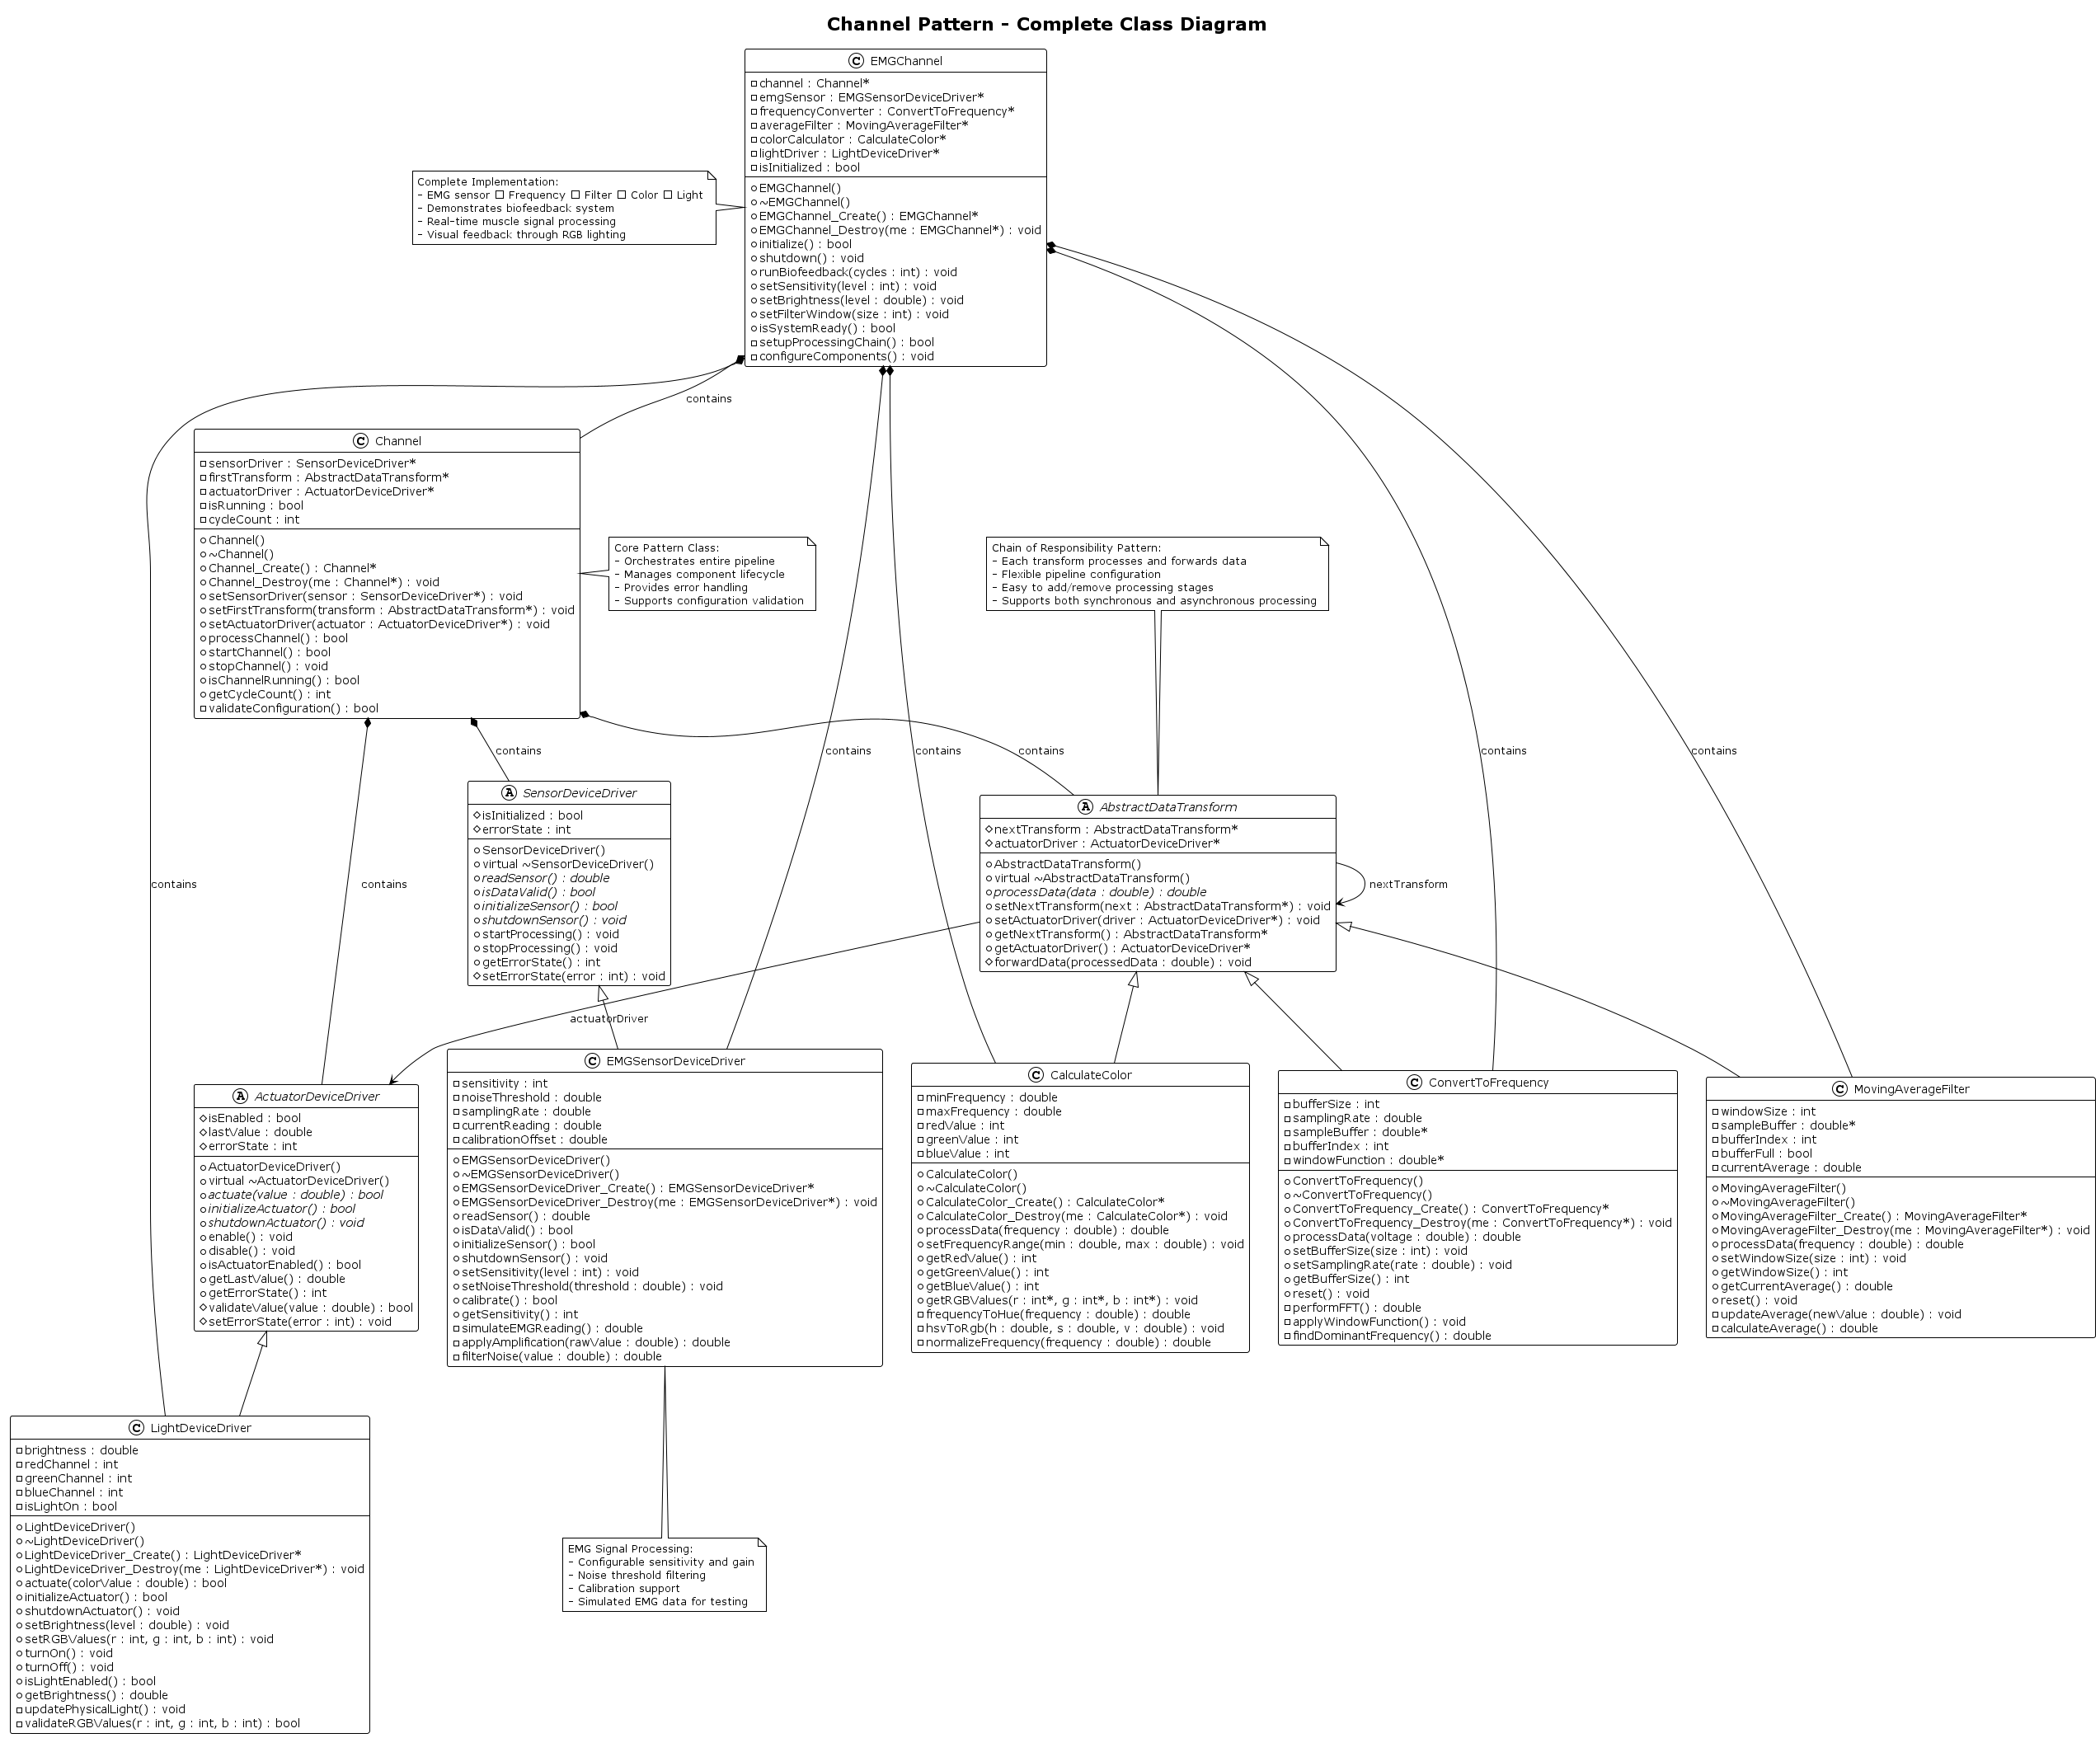 Channel Pattern - Complete Class Diagram
C EMGChannel
channel : Channel*
emgSensor : EMGSensorDeviceDriver*
frequencyConverter : ConvertToFrequency*
averageFilter : MovingAverageFilter*
colorCalculator : CalculateColor*
lightDriver : LightDeviceDriver*
isInitialized : bool
EMGChannel()
~EMGChannel()
EMGChannel_Create() : EMGChannel*
EMGChannel_Destroy(me : EMGChannel*) : void
initialize() : bool
shutdown() : void
runBiofeedback(cycles : int) : void
setSensitivity(level : int) : void
setBrightness(level : double) : void
setFilterWindow(size : int) : void
isSystemReady() : bool
setupProcessingChain() : bool
configureComponents() : void
Complete Implementation:
- EMG sensor □ Frequency □ Filter □ Color □ Light
- Demonstrates biofeedback system
- Real-time muscle signal processing
- Visual feedback through RGB lighting
contains
C Channel
sensorDriver : SensorDeviceDriver*
firstTransform : AbstractDataTransform*
actuatorDriver : ActuatorDeviceDriver*
isRunning : bool
cycleCount : int
Channel()
~Channel()
Channel_Create() : Channel*
Channel_Destroy(me : Channel*) : void
setSensorDriver(sensor : SensorDeviceDriver*) : void
setFirstTransform(transform : AbstractDataTransform*) : void
setActuatorDriver(actuator : ActuatorDeviceDriver*) : void
processChannel() : bool
startChannel() : bool
stopChannel() : void
isChannelRunning() : bool
getCycleCount() : int
validateConfiguration() : bool
Core Pattern Class:
- Orchestrates entire pipeline
- Manages component lifecycle
- Provides error handling
- Supports configuration validation
Chain of Responsibility Pattern:
- Each transform processes and forwards data
- Flexible pipeline configuration
- Easy to add/remove processing stages
- Supports both synchronous and asynchronous processing
contains
contains
contains
contains
contains
contains
A SensorDeviceDriver
isInitialized : bool
errorState : int
SensorDeviceDriver()
virtual ~SensorDeviceDriver()
readSensor() : double
isDataValid() : bool
initializeSensor() : bool
shutdownSensor() : void
startProcessing() : void
stopProcessing() : void
getErrorState() : int
setErrorState(error : int) : void
A AbstractDataTransform
nextTransform : AbstractDataTransform*
actuatorDriver : ActuatorDeviceDriver*
AbstractDataTransform()
virtual ~AbstractDataTransform()
processData(data : double) : double
setNextTransform(next : AbstractDataTransform*) : void
setActuatorDriver(driver : ActuatorDeviceDriver*) : void
getNextTransform() : AbstractDataTransform*
getActuatorDriver() : ActuatorDeviceDriver*
forwardData(processedData : double) : void
nextTransform
contains
contains
actuatorDriver
A ActuatorDeviceDriver
isEnabled : bool
lastValue : double
errorState : int
ActuatorDeviceDriver()
virtual ~ActuatorDeviceDriver()
actuate(value : double) : bool
initializeActuator() : bool
shutdownActuator() : void
enable() : void
disable() : void
isActuatorEnabled() : bool
getLastValue() : double
getErrorState() : int
validateValue(value : double) : bool
setErrorState(error : int) : void
C EMGSensorDeviceDriver
sensitivity : int
noiseThreshold : double
samplingRate : double
currentReading : double
calibrationOffset : double
EMGSensorDeviceDriver()
~EMGSensorDeviceDriver()
EMGSensorDeviceDriver_Create() : EMGSensorDeviceDriver*
EMGSensorDeviceDriver_Destroy(me : EMGSensorDeviceDriver*) : void
readSensor() : double
isDataValid() : bool
initializeSensor() : bool
shutdownSensor() : void
setSensitivity(level : int) : void
setNoiseThreshold(threshold : double) : void
calibrate() : bool
getSensitivity() : int
simulateEMGReading() : double
applyAmplification(rawValue : double) : double
filterNoise(value : double) : double
C CalculateColor
minFrequency : double
maxFrequency : double
redValue : int
greenValue : int
blueValue : int
CalculateColor()
~CalculateColor()
CalculateColor_Create() : CalculateColor*
CalculateColor_Destroy(me : CalculateColor*) : void
processData(frequency : double) : double
setFrequencyRange(min : double, max : double) : void
getRedValue() : int
getGreenValue() : int
getBlueValue() : int
getRGBValues(r : int*, g : int*, b : int*) : void
frequencyToHue(frequency : double) : double
hsvToRgb(h : double, s : double, v : double) : void
normalizeFrequency(frequency : double) : double
C ConvertToFrequency
bufferSize : int
samplingRate : double
sampleBuffer : double*
bufferIndex : int
windowFunction : double*
ConvertToFrequency()
~ConvertToFrequency()
ConvertToFrequency_Create() : ConvertToFrequency*
ConvertToFrequency_Destroy(me : ConvertToFrequency*) : void
processData(voltage : double) : double
setBufferSize(size : int) : void
setSamplingRate(rate : double) : void
getBufferSize() : int
reset() : void
performFFT() : double
applyWindowFunction() : void
findDominantFrequency() : double
C MovingAverageFilter
windowSize : int
sampleBuffer : double*
bufferIndex : int
bufferFull : bool
currentAverage : double
MovingAverageFilter()
~MovingAverageFilter()
MovingAverageFilter_Create() : MovingAverageFilter*
MovingAverageFilter_Destroy(me : MovingAverageFilter*) : void
processData(frequency : double) : double
setWindowSize(size : int) : void
getWindowSize() : int
getCurrentAverage() : double
reset() : void
updateAverage(newValue : double) : void
calculateAverage() : double
C LightDeviceDriver
brightness : double
redChannel : int
greenChannel : int
blueChannel : int
isLightOn : bool
LightDeviceDriver()
~LightDeviceDriver()
LightDeviceDriver_Create() : LightDeviceDriver*
LightDeviceDriver_Destroy(me : LightDeviceDriver*) : void
actuate(colorValue : double) : bool
initializeActuator() : bool
shutdownActuator() : void
setBrightness(level : double) : void
setRGBValues(r : int, g : int, b : int) : void
turnOn() : void
turnOff() : void
isLightEnabled() : bool
getBrightness() : double
updatePhysicalLight() : void
validateRGBValues(r : int, g : int, b : int) : bool
EMG Signal Processing:
- Configurable sensitivity and gain
- Noise threshold filtering
- Calibration support
- Simulated EMG data for testing